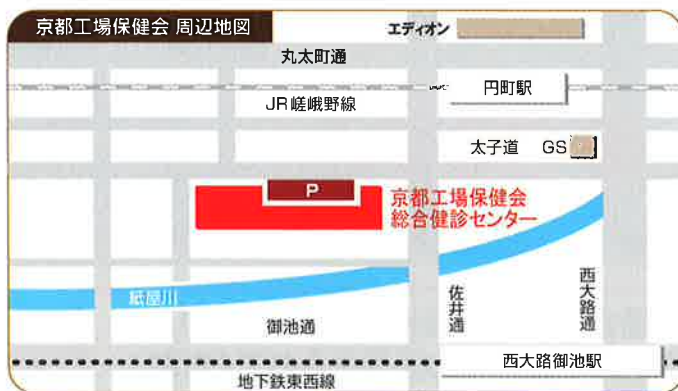 京都工場保健会 周辺地図
エディオン
丸太町通
円町駅
JR嵯峨野線
太子道 GS
P
京都工場保健会
総合健診センター
紙屋川
佐井通
西大路通
御池通
西大路御池駅
地下鉄東西線